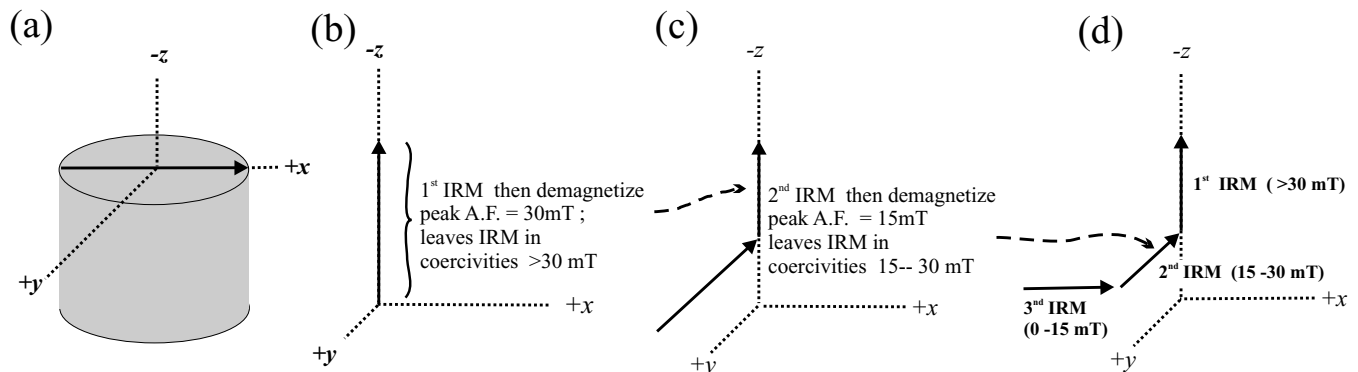 (a)
-z
+x
+y
(b)
-z
1st IRM then demagnetize
peak A.F. = 30mT ;
leaves IRM in
coercivities >30 mT
+x
+y
(c)
-z
2nd IRM then demagnetize
peak A.F. = 15mT
leaves IRM in
coercivities 15-- 30 mT
+x
+y
(d)
-z
1st IRM ( >30 mT)
2nd IRM (15 -30 mT)
3nd IRM
(0 -15 mT)
+x
+y